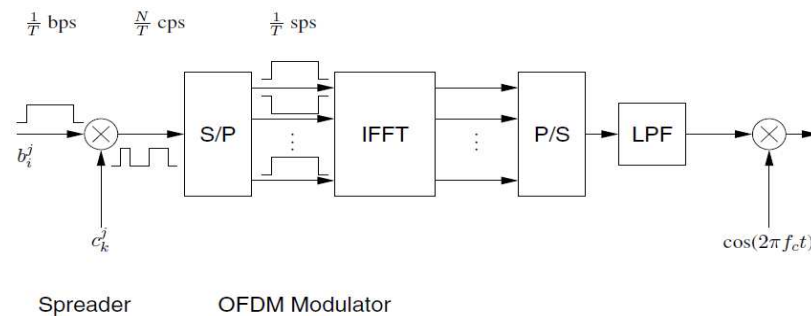 1/T bps N/T cps 1/T sps
S/P IFFT P/S LPF
b_i^j
c_k^j cos(2πf_ct)
Spreader OFDM Modulator